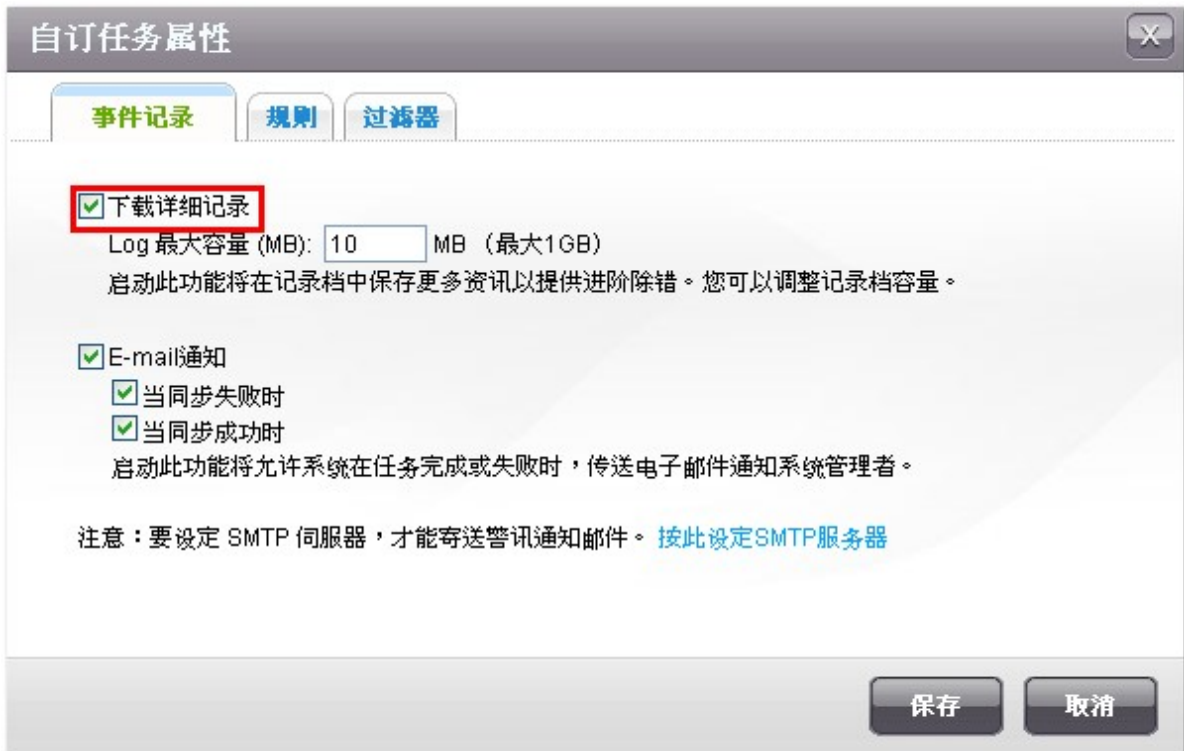 自订任务属性
X
事件记录 规则 过滤器
下载详细记录
Log 最大容量 (MB): 10 MB （最大1GB）
启动此功能将在记录档中保存更多资讯以提供进阶除错。您可以调整记录档容量。
E-mail通知
当同步失败时
当同步成功时
启动此功能将允许系统在任务完成或失败时，传送电子邮件通知系统管理者。
注意：要设定 SMTP 伺服器，才能寄送警讯通知邮件。 按此设定SMTP服务器
保存 取消